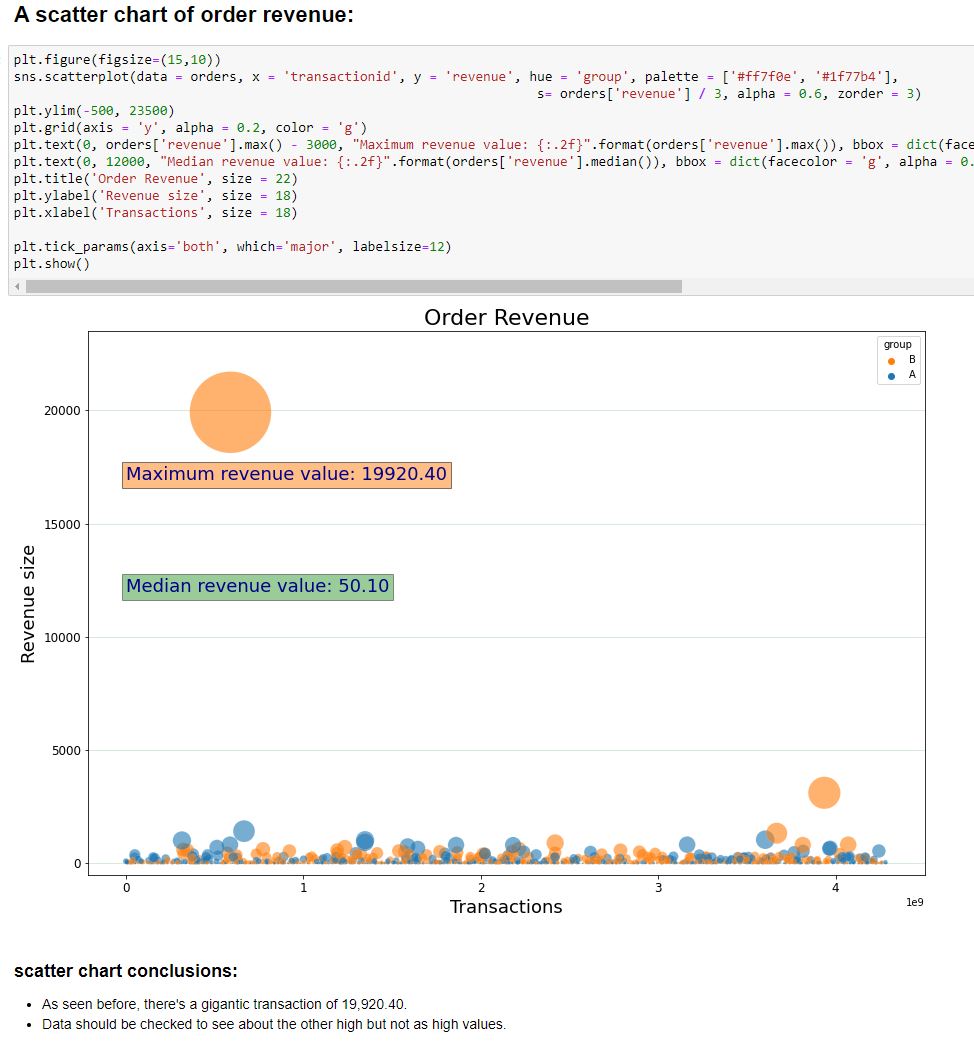 A scatter chart of order revenue:
plt.figure(figsize=(15,10))
sns.scatterplot(data = orders, x = 'transactionid', y = 'revenue', hue = 'group', palette = ['#ff7f0e', '#1f77b4'],
s= orders['revenue'] / 3, alpha = 0.6, zorder = 3)
plt.ylim(-500, 23500)
plt.grid(axis = 'y', alpha = 0.2, color = 'g')
plt.text(0, orders['revenue'].max() - 3000, "Maximum revenue value: {:.2f}".format(orders['revenue'].max()), bbox = dict(face
plt.text(0, 12000, "Median revenue value: {:.2f}".format(orders['revenue'].median()), bbox = dict(facecolor = 'g', alpha = 0.
plt.title('Order Revenue', size = 22)
plt.ylabel('Revenue size', size = 18)
plt.xlabel('Transactions', size = 18)
plt.tick_params(axis='both', which='major', labelsize=12)
plt.show()
Order Revenue
group
B
A
20000
Maximum revenue value: 19920.40
15000
Median revenue value: 50.10
10000
Revenue size
5000
0
0 1 2 3 4
1e9
Transactions
scatter chart conclusions:
• As seen before, there's a gigantic transaction of 19,920.40.
• Data should be checked to see about the other high but not as high values.